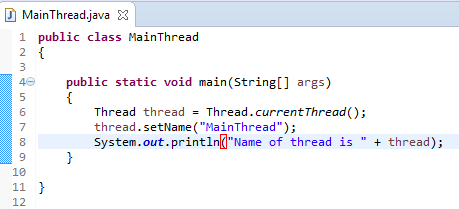 MainThread.java
1 public class MainThread
2 {
3
4 public static void main(String[] args)
5 {
6 Thread thread = Thread.currentThread();
7 thread.setName("MainThread");
8 System.out.println("Name of thread is " + thread);
9 }
10
11 }
12